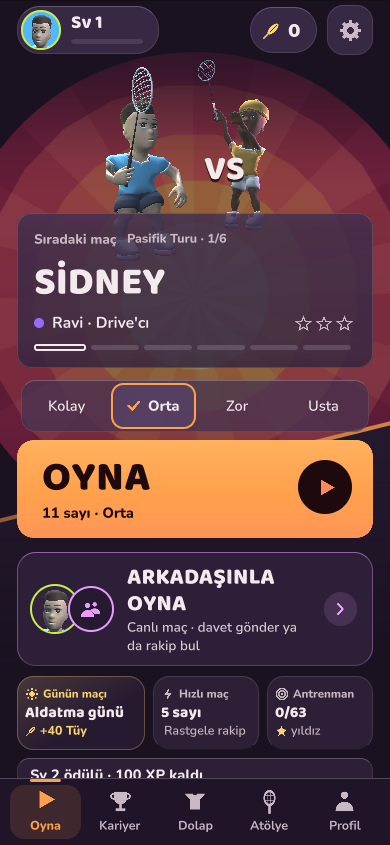 Sv 1
0
VS
Sıradaki maç Pasifik Turu · 1/6
SİDNEY
Ravi · Drive'cı
Kolay
Orta
Zor
Usta
OYNA
11 sayı · Orta
ARKADAŞINLA
OYNA
Canlı maç · davet gönder ya
da rakip bul
Günün maçı
Aldatma günü
+40 Tüy
Hızlı maç
5 sayı
Rastgele rakip
Antrenman
0/63
yıldız
Sv 2 ödülü · 100 XP kaldı
Oyna
Kariyer
Dolap
Atölye
Profil